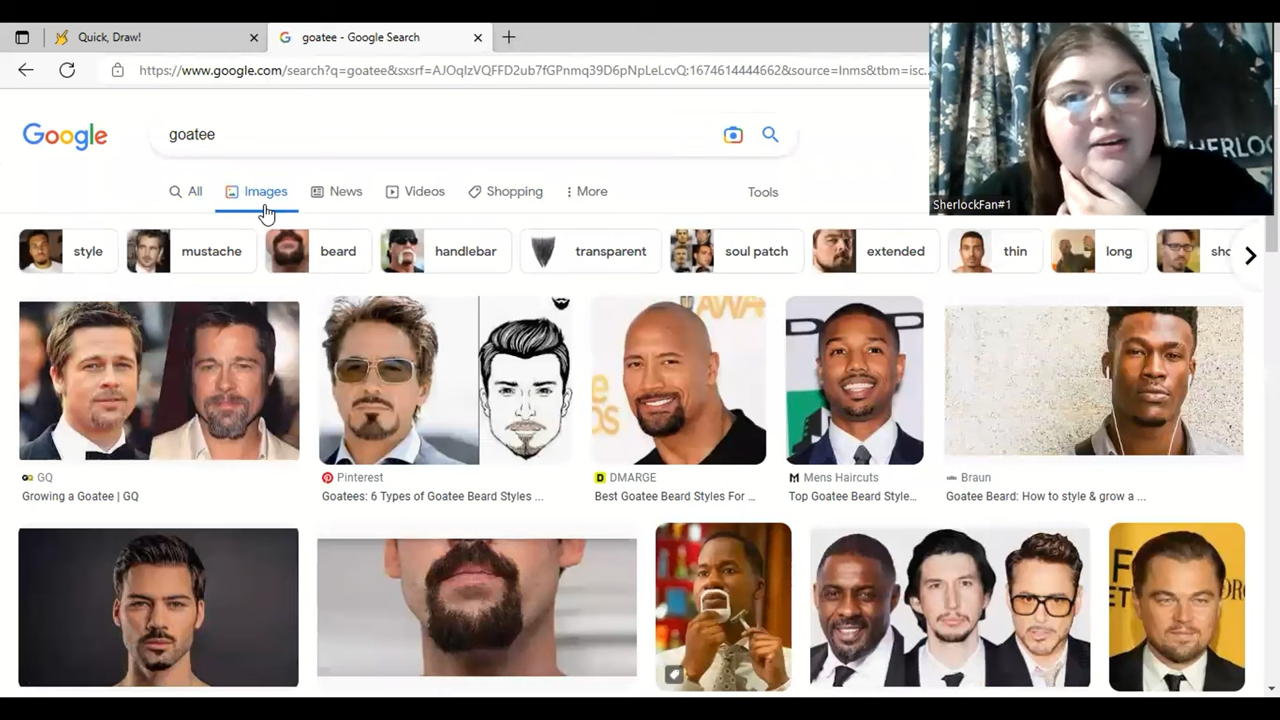 Quick, Draw!
goatee - Google Search
https://www.google.com/search?q=goatee&sxsrf=AJOqlzVQFFD2ub7fGPnmq39D6pNpLeLcvQ:1674614444662&source=lnms&tbm=isc...
Google
goatee
All
Images
News
Videos
Shopping
More
Tools
SHERLO
SherlockFan#1
style
mustache
beard
handlebar
transparent
soul patch
extended
thin
long
sho
GQ
Growing a Goatee | GQ
Pinterest
Goatees: 6 Types of Goatee Beard Styles ...
DMARGE
Best Goatee Beard Styles For ...
Mens Haircuts
Top Goatee Beard Style...
Braun
Goatee Beard: How to style & grow a ...